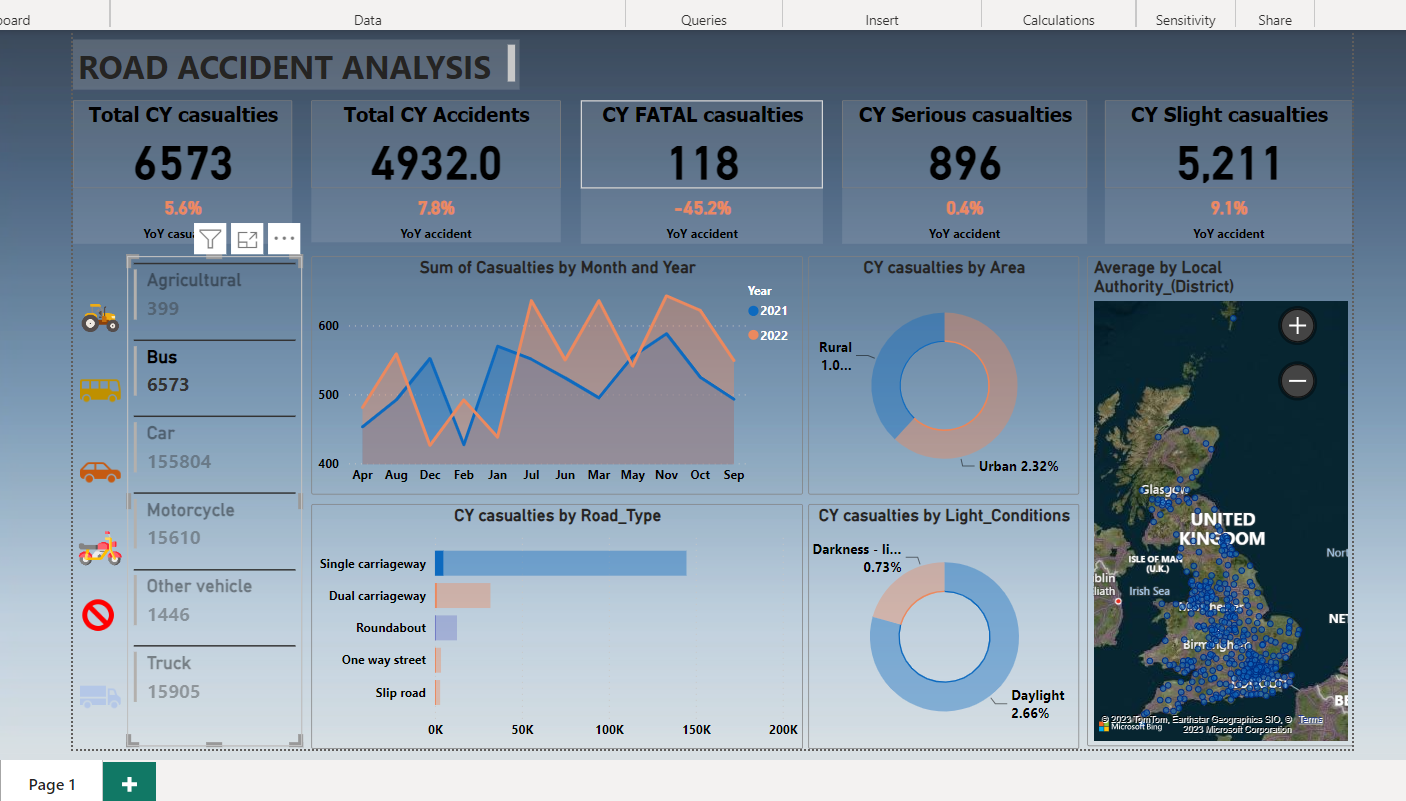 oard
Data
Queries
Insert
Calculations
Sensitivity
Share
ROAD ACCIDENT ANALYSIS
Total CY casualties
6573
5.6%
YoY casua
Total CY Accidents
4932.0
7.8%
YoY accident
CY FATAL casualties
118
-45.2%
YoY accident
CY Serious casualties
896
0.4%
YoY accident
CY Slight casualties
5,211
9.1%
YoY accident
Agricultural
399
Bus
6573
Car
155804
Motorcycle
15610
Other vehicle
1446
Truck
15905
Sum of Casualties by Month and Year
600
500
400
Apr Aug Dec Feb Jan Jul Jun Mar May Nov Oct Sep
Year
2021
2022
CY casualties by Area
Rural
1.0...
Urban 2.32%
CY casualties by Road_Type
Single carriageway
Dual carriageway
Roundabout
One way street
Slip road
0K 50K 100K 150K 200K
CY casualties by Light_Conditions
Darkness - li...
0.73%
Daylight
2.66%
Average by Local
Authority_(District)
Glasgow
UNITED
KINGDOM
ISLE OF MAN
(U.K.)
Nort
blin
liath
Irish Sea
Manchester
NET
Birmingham
London
BE
© 2023 TomTom, Earthstar Geographics SIO, © Terms
Microsoft Bing 2023 Microsoft Corporation
Page 1